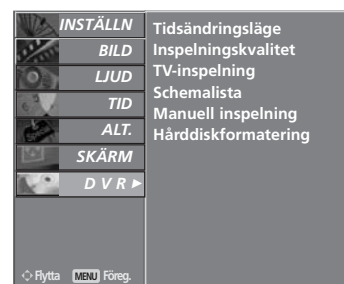 INSTÄLLN
BILD
LJUD
TID
ALT.
SKÄRM
D V R ▶
Tidsändringsläge
Inspelningskvalitet
TV-inspelning
Schemalista
Manuell inspelning
Hårddiskformatering
Flytta MENU Föreg.